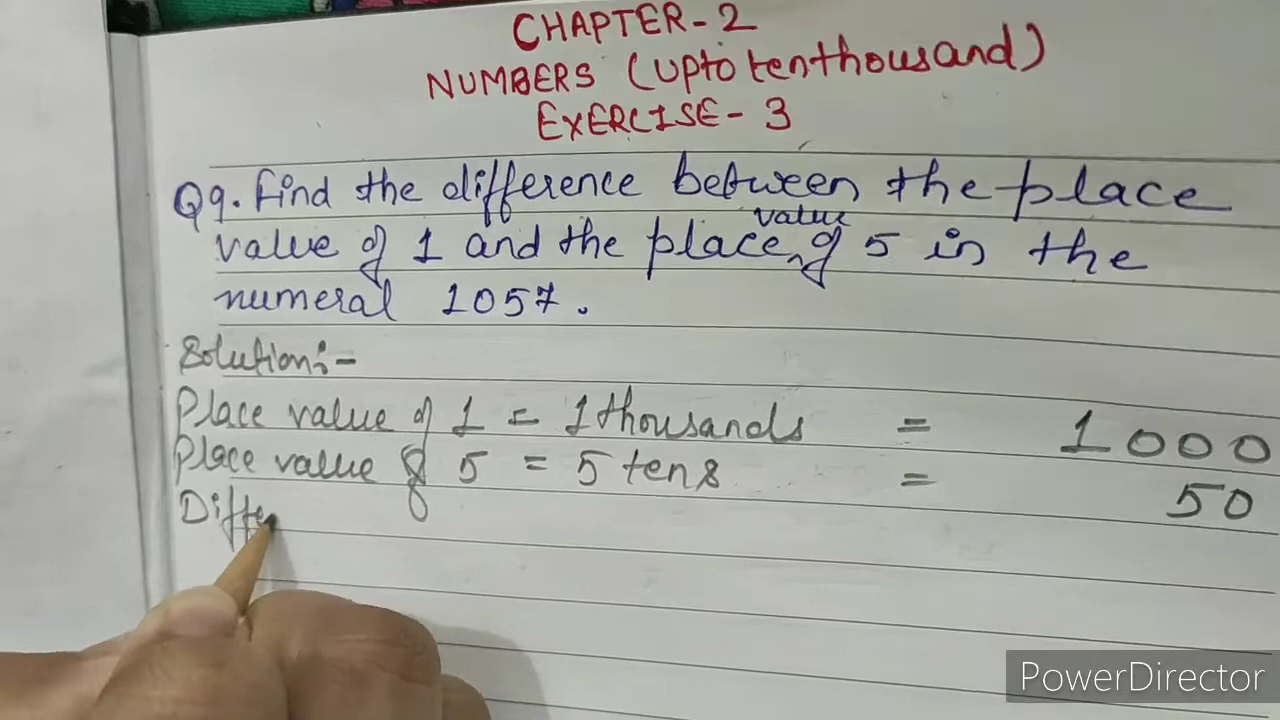 CHAPTER-2
NUMBERS (upto tenthousand)
EXERCISE-3
Q9. Find the difference between the place
value of 1 and the place value of 5 in the
numeral 1057.
Solution:-
Place value of 1 = 1 thousands = 1000
Place value of 5 = 5 tens = 50
Diffe
PowerDirector